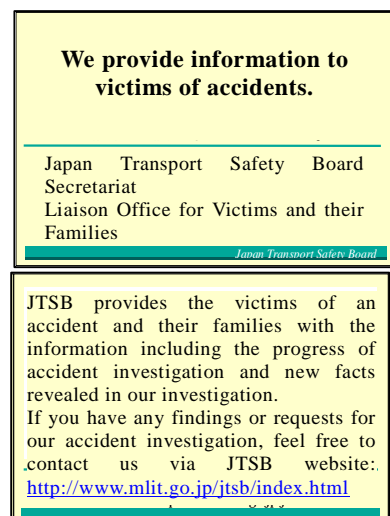 We provide information to
victims of accidents.
Japan Transport Safety Board
Secretariat
Liaison Office for Victims and their
Families
Japan Transport Safety Board
JTSB provides the victims of an
accident and their families with the
information including the progress of
accident investigation and new facts
revealed in our investigation.
If you have any findings or requests for
our accident investigation, feel free to
contact us via JTSB website:
http://www.mlit.go.jp/jtsb/index.html